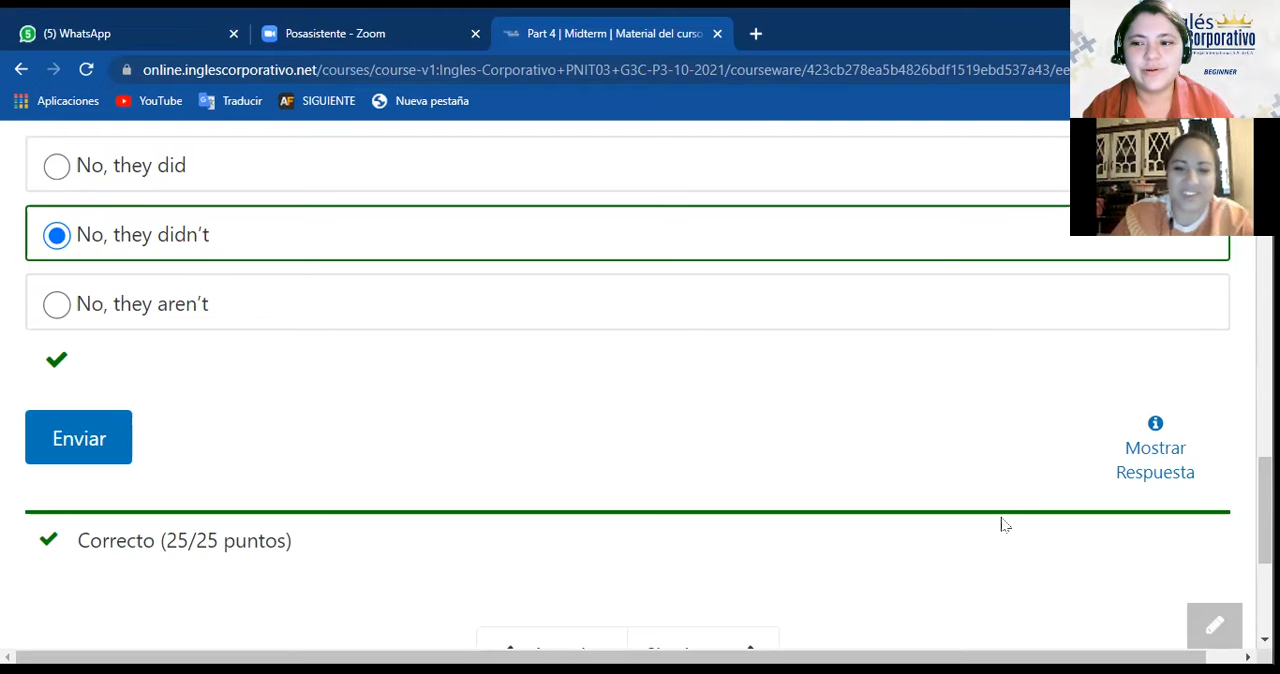 (5) WhatsApp
Posasistente - Zoom
Part 4 | Midterm | Material del curso
online.inglescorporativo.net/courses/course-v1:Ingles-Corporativo+PNIT03+G3C-P3-10-2021/courseware/423cb278ea5b4826bdf1519ebd537a43/ee
Aplicaciones
YouTube
Traducir
AF SIGUIENTE
Nueva pestaña
BEGINNER
No, they did
No, they didn't
No, they aren't
Enviar
Mostrar
Respuesta
Correcto (25/25 puntos)